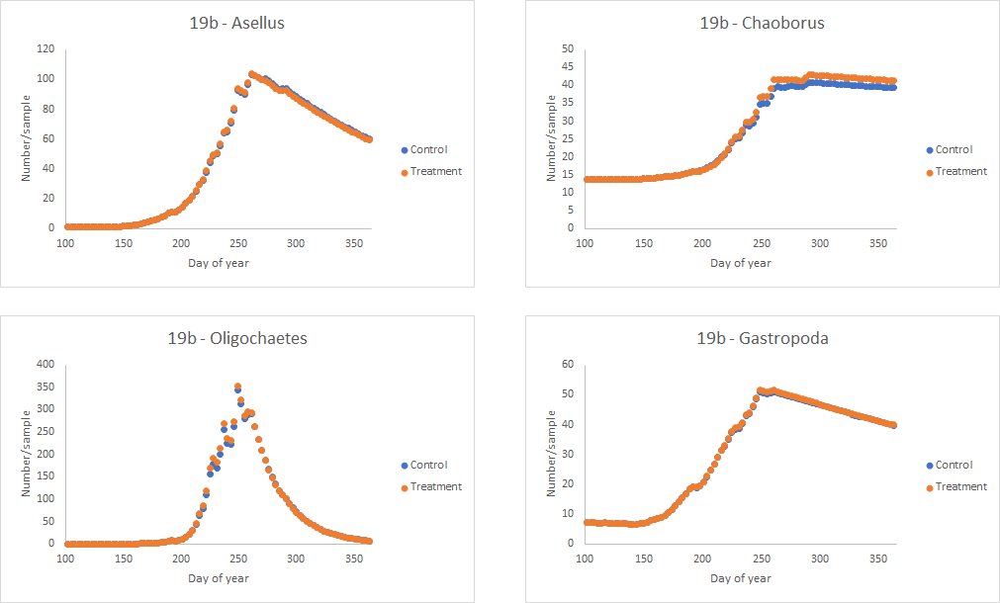 19b - Asellus
120
100
80
60
40
20
0
Number/sample
100 150 200 250 300 350
Day of year
Control
Treatment
19b - Chaoborus
50
45
40
35
30
25
20
15
10
5
0
Number/sample
100 150 200 250 300 350
Day of year
Control
Treatment
19b - Oligochaetes
400
350
300
250
200
150
100
50
0
Number/sample
100 150 200 250 300 350
Day of year
Control
Treatment
19b - Gastropoda
60
50
40
30
20
10
0
Number/sample
100 150 200 250 300 350
Day of year
Control
Treatment